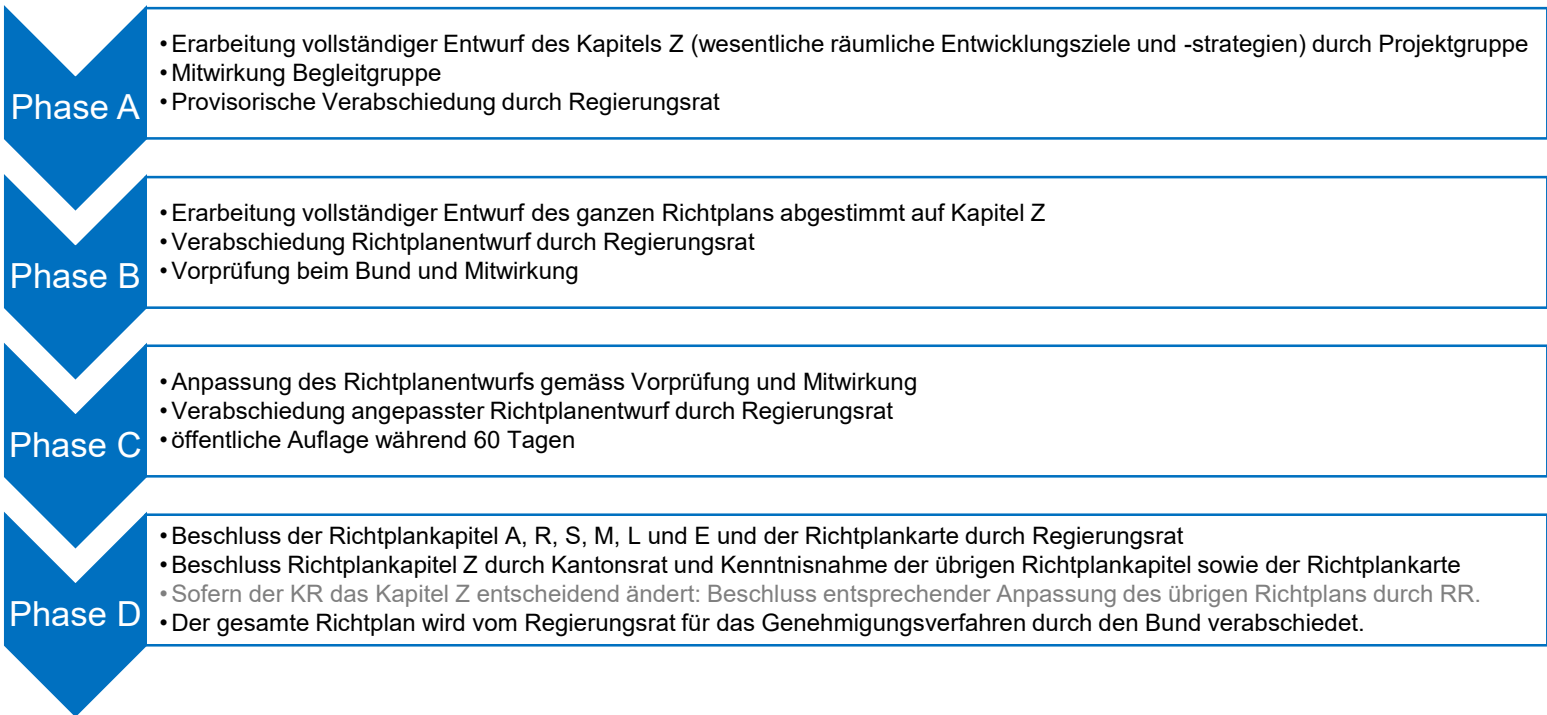 Phase A
•Erarbeitung vollständiger Entwurf des Kapitels Z (wesentliche räumliche Entwicklungsziele und -strategien) durch Projektgruppe
•Mitwirkung Begleitgruppe
•Provisorische Verabschiedung durch Regierungsrat
Phase B
•Erarbeitung vollständiger Entwurf des ganzen Richtplans abgestimmt auf Kapitel Z
•Verabschiedung Richtplanentwurf durch Regierungsrat
•Vorprüfung beim Bund und Mitwirkung
Phase C
•Anpassung des Richtplanentwurfs gemäss Vorprüfung und Mitwirkung
•Verabschiedung angepasster Richtplanentwurf durch Regierungsrat
•öffentliche Auflage während 60 Tagen
Phase D
•Beschluss der Richtplankapitel A, R, S, M, L und E und der Richtplankarte durch Regierungsrat
•Beschluss Richtplankapitel Z durch Kantonsrat und Kenntnisnahme der übrigen Richtplankapitel sowie der Richtplankarte
•Sofern der KR das Kapitel Z entscheidend ändert: Beschluss entsprechender Anpassung des übrigen Richtplans durch RR.
•Der gesamte Richtplan wird vom Regierungsrat für das Genehmigungsverfahren durch den Bund verabschiedet.